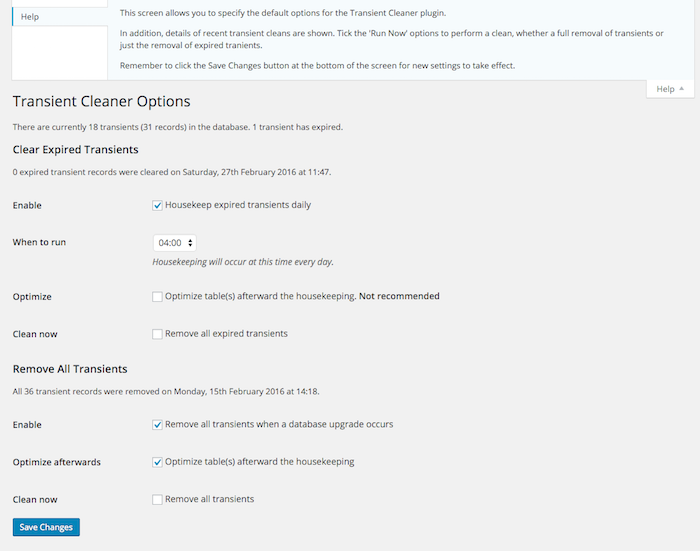 Help
This screen allows you to specify the default options for the Transient Cleaner plugin.
In addition, details of recent transient cleans are shown. Tick the 'Run Now' options to perform a clean, whether a full removal of transients or
just the removal of expired tranients.
Remember to click the Save Changes button at the bottom of the screen for new settings to take effect.
Help
Transient Cleaner Options
There are currently 18 transients (31 records) in the database. 1 transient has expired.
Clear Expired Transients
0 expired transient records were cleared on Saturday, 27th February 2016 at 11:47.
Enable
Housekeep expired transients daily
When to run
04:00
Housekeeping will occur at this time every day.
Optimize
Optimize table(s) afterward the housekeeping. Not recommended
Clean now
Remove all expired transients
Remove All Transients
All 36 transient records were removed on Monday, 15th February 2016 at 14:18.
Enable
Remove all transients when a database upgrade occurs
Optimize afterwards
Optimize table(s) afterward the housekeeping
Clean now
Remove all transients
Save Changes